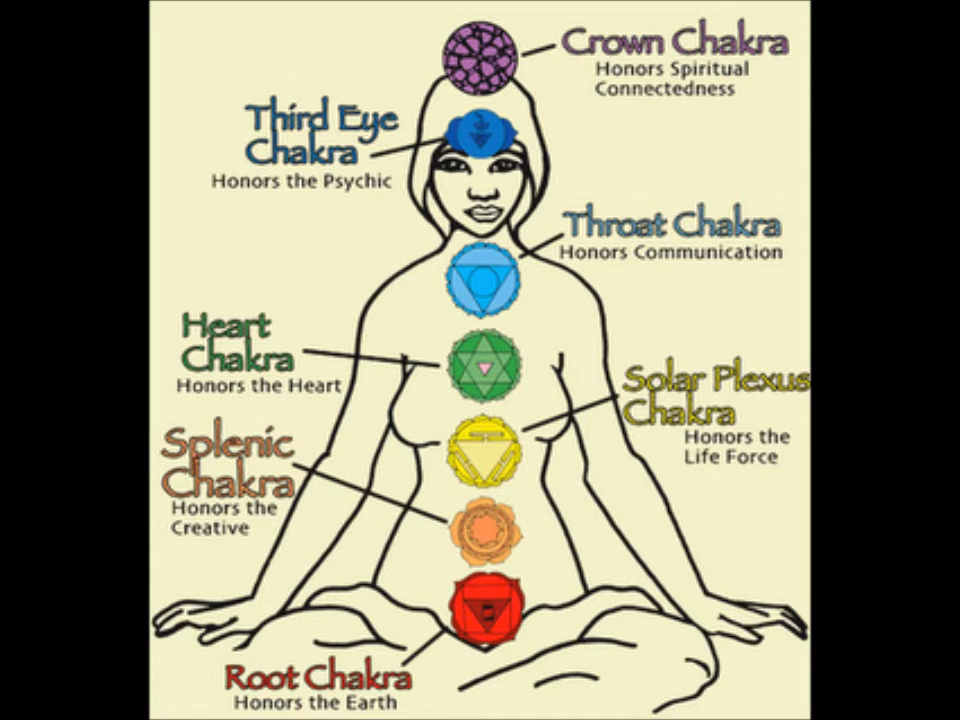 Crown Chakra
Honors Spiritual
Connectedness
Third Eye
Chakra
Honors the Psychic
Throat Chakra
Honors Communication
Heart
Chakra
Honors the Heart
Solar Plexus
Chakra
Honors the
Life Force
Splenic
Chakra
Honors the
Creative
Root Chakra
Honors the Earth